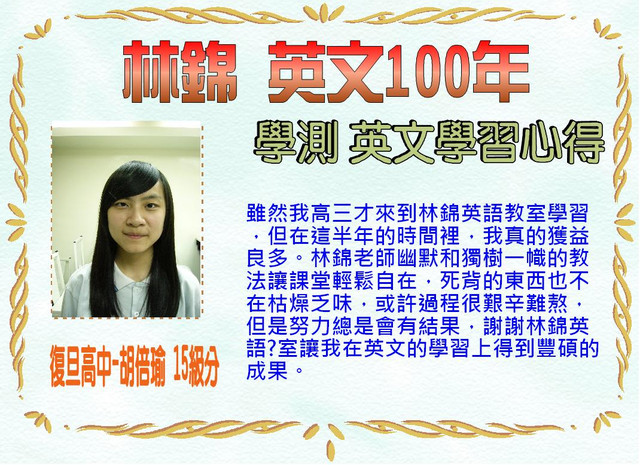 林錦 英文100年
學測 英文學習心得
雖然我高三才來到林錦英語教室學習
，但在這半年的時間裡，我真的獲益
良多。林錦老師幽默和獨樹一幟的教
法讓課堂輕鬆自在，死背的東西也不
在枯燥乏味，或許過程很艱辛難熬，
但是努力總是會有結果，謝謝林錦英
語?室讓我在英文的學習上得到豐碩的
成果。
復旦高中-胡倍瑜 15級分